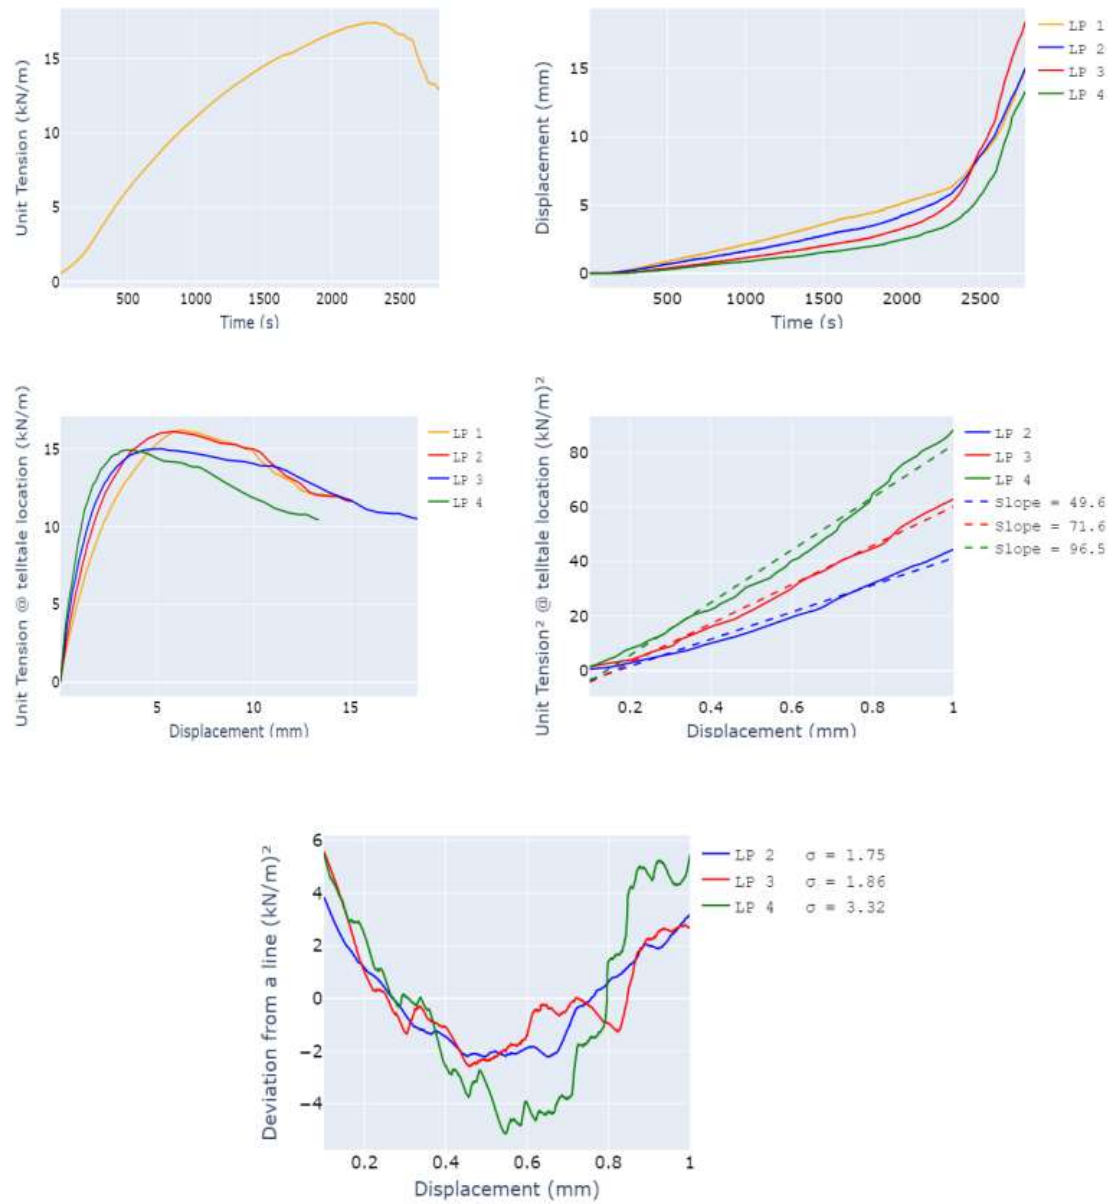 Unit Tension (kN/m)
15
10
5
0
500 1000 1500 2000 2500
Time (s)
Displacement (mm)
15
10
5
0
500 1000 1500 2000 2500
Time (s)
LP 1
LP 2
LP 3
LP 4
Unit Tension @ telltale location (kN/m)
15
10
5
0
5 10 15
Displacement (mm)
LP 1
LP 2
LP 3
LP 4
Unit Tension² @ telltale location (kN/m)²
80
60
40
20
0
0.2 0.4 0.6 0.8 1
Displacement (mm)
LP 2
LP 3
LP 4
Slope = 49.6
Slope = 71.6
Slope = 96.5
Deviation from a line (kN/m)²
6
4
2
0
−2
−4
0.2 0.4 0.6 0.8 1
Displacement (mm)
LP 2 σ = 1.75
LP 3 σ = 1.86
LP 4 σ = 3.32